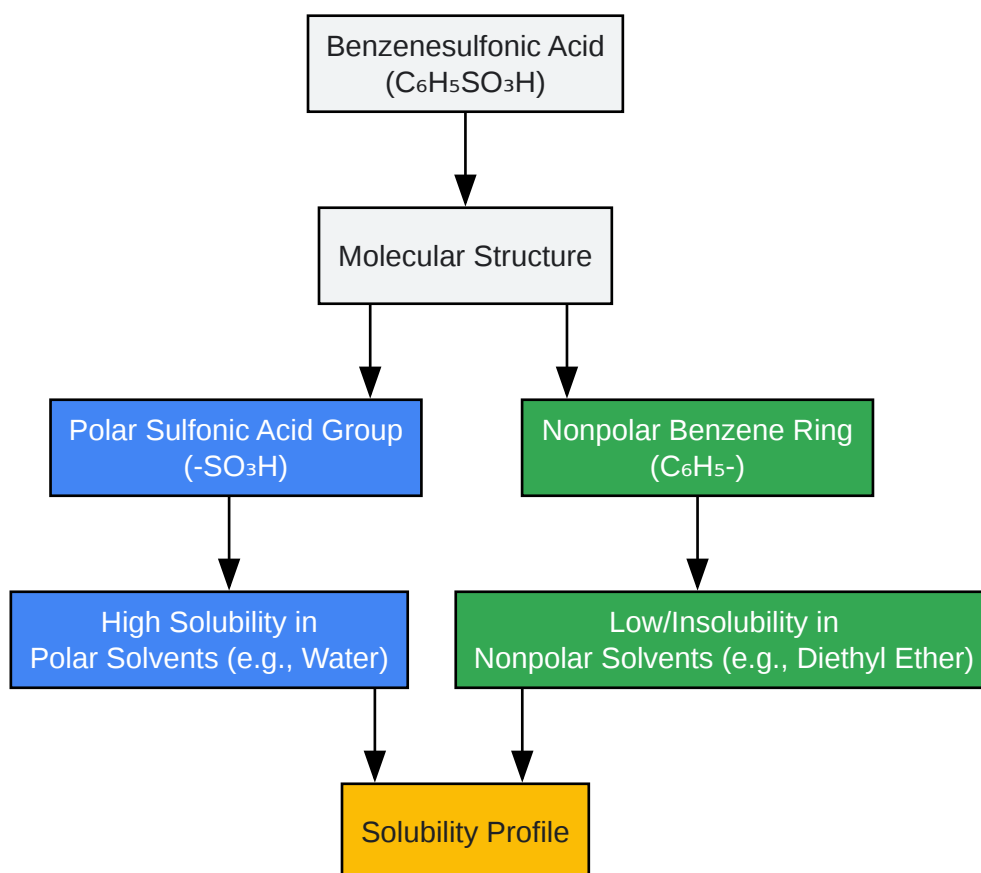 Benzenesulfonic Acid
(C₆H₅SO₃H)
Molecular Structure
Polar Sulfonic Acid Group
(-SO₃H)
Nonpolar Benzene Ring
(C₆H₅-)
High Solubility in
Polar Solvents (e.g., Water)
Low/Insolubility in
Nonpolar Solvents (e.g., Diethyl Ether)
Solubility Profile